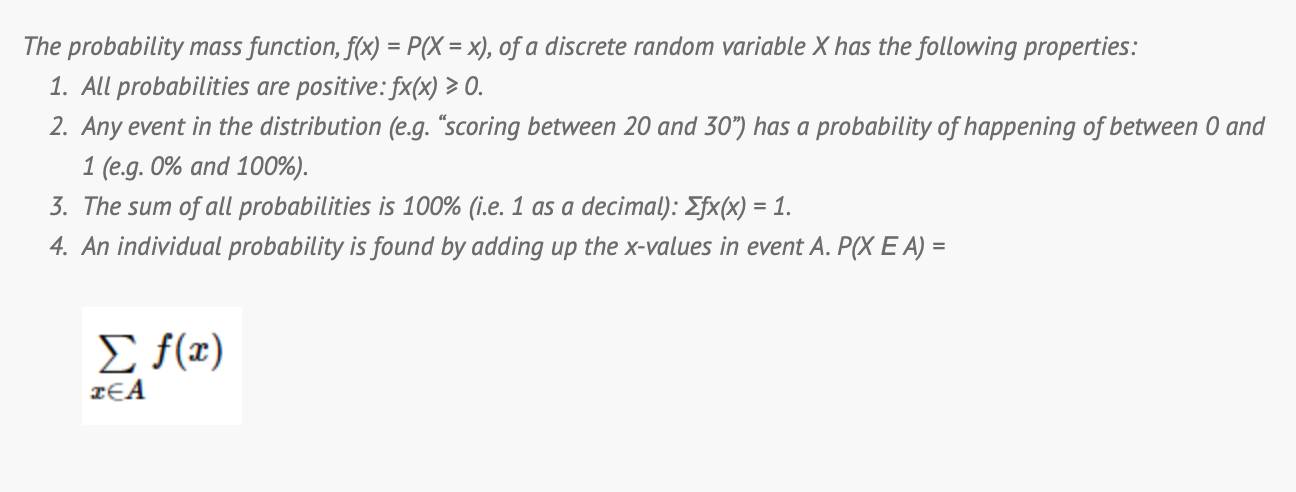 The probability mass function, f(x) = P(X = x), of a discrete random variable X has the following properties:
1. All probabilities are positive: fx(x) ⩾ 0.
2. Any event in the distribution (e.g. “scoring between 20 and 30”) has a probability of happening of between 0 and
1 (e.g. 0% and 100%).
3. The sum of all probabilities is 100% (i.e. 1 as a decimal): Σfx(x) = 1.
4. An individual probability is found by adding up the x-values in event A. P(X E A) =
∑ f(x)
x∈A